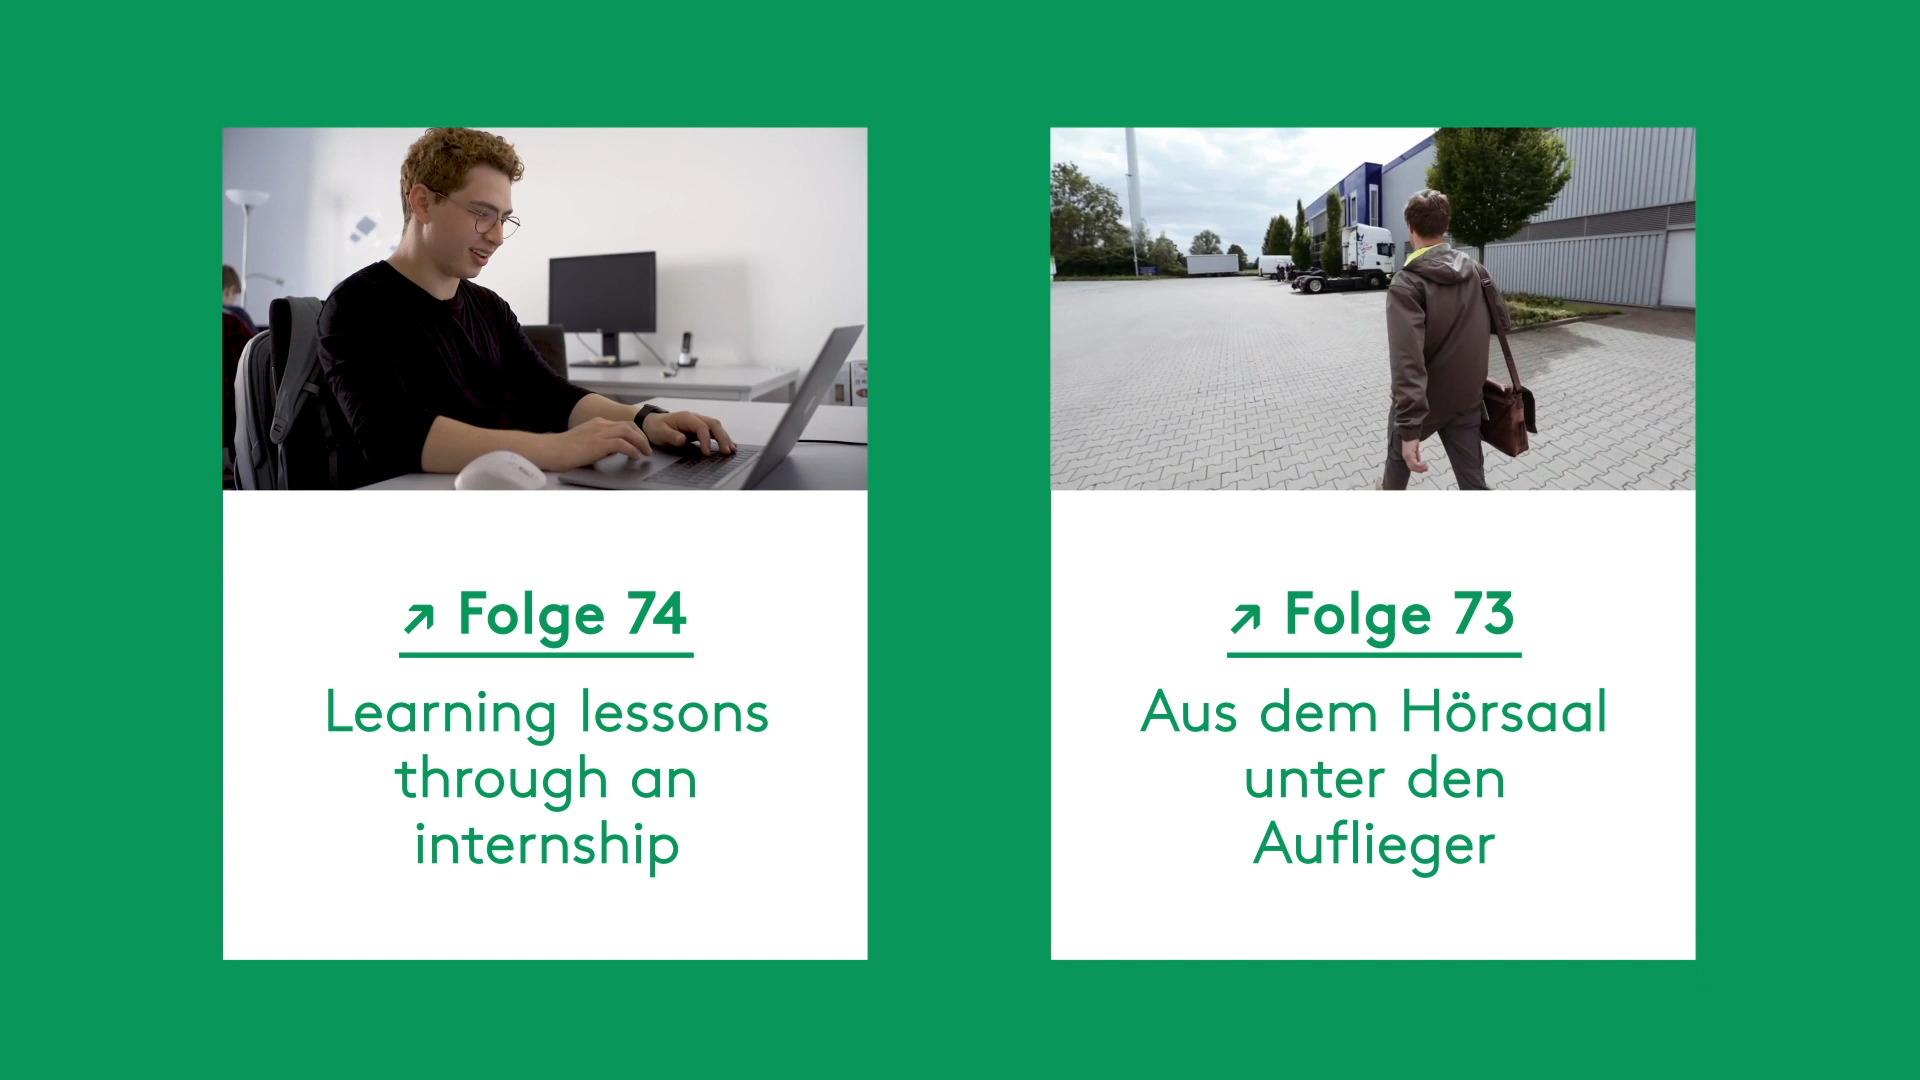 ↗ Folge 74
Learning lessons
through an
internship
↗ Folge 73
Aus dem Hörsaal
unter den
Auflieger